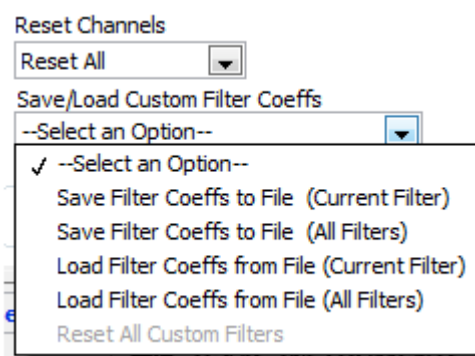 Reset Channels
Reset All
Save/Load Custom Filter Coeffs
--Select an Option--
✓ --Select an Option--
Save Filter Coeffs to File  (Current Filter)
Save Filter Coeffs to File  (All Filters)
Load Filter Coeffs from File (Current Filter)
Load Filter Coeffs from File (All Filters)
Reset All Custom Filters